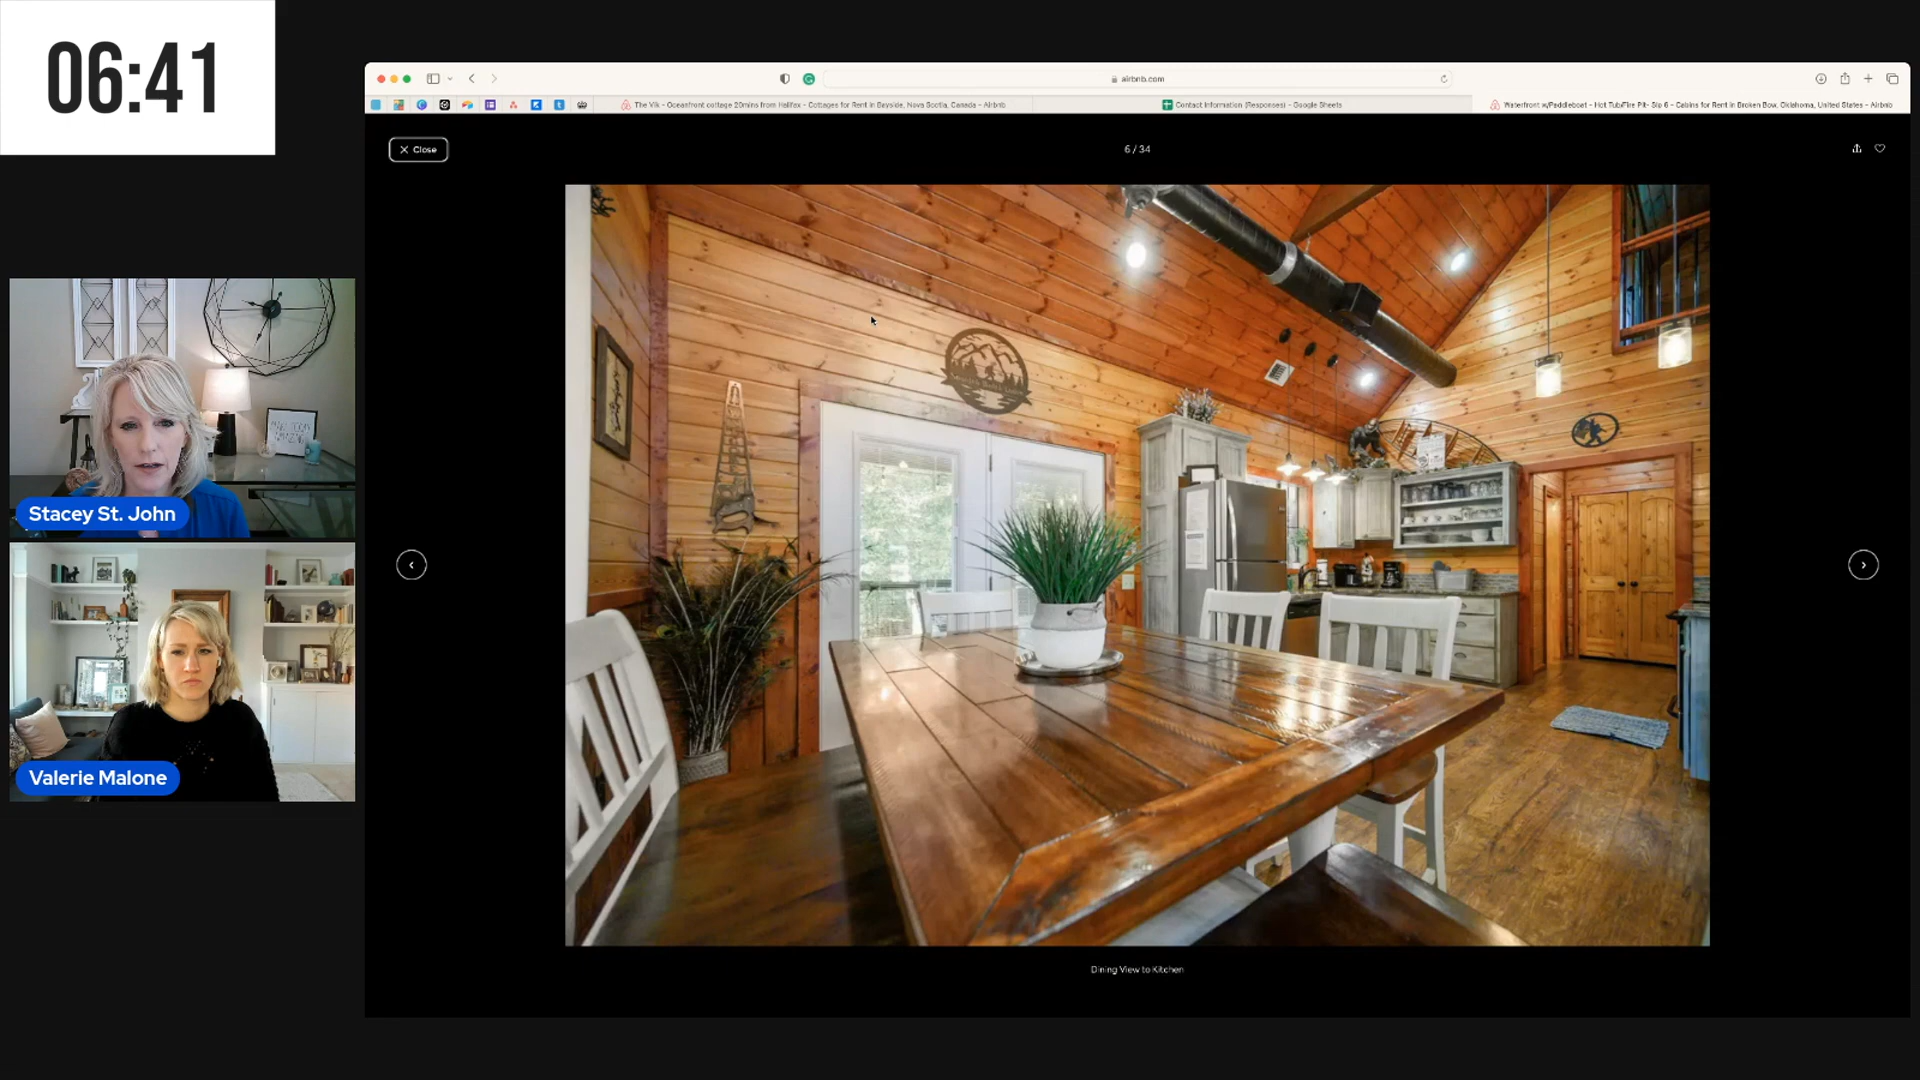 06:41
airbnb.com
The Vik - Oceanfront cottage 20mins from Halifax - Cottages for Rent in Bayside, Nova Scotia, Canada - Airbnb
Contact Information (Responses) - Google Sheets
Waterfront w/Paddleboat - Hot Tub/Fire Pit- Slp 6 - Cabins for Rent in Broken Bow, Oklahoma, United States - Airbnb
Close
6 / 34
Stacey St. John
Valerie Malone
Dining View to Kitchen